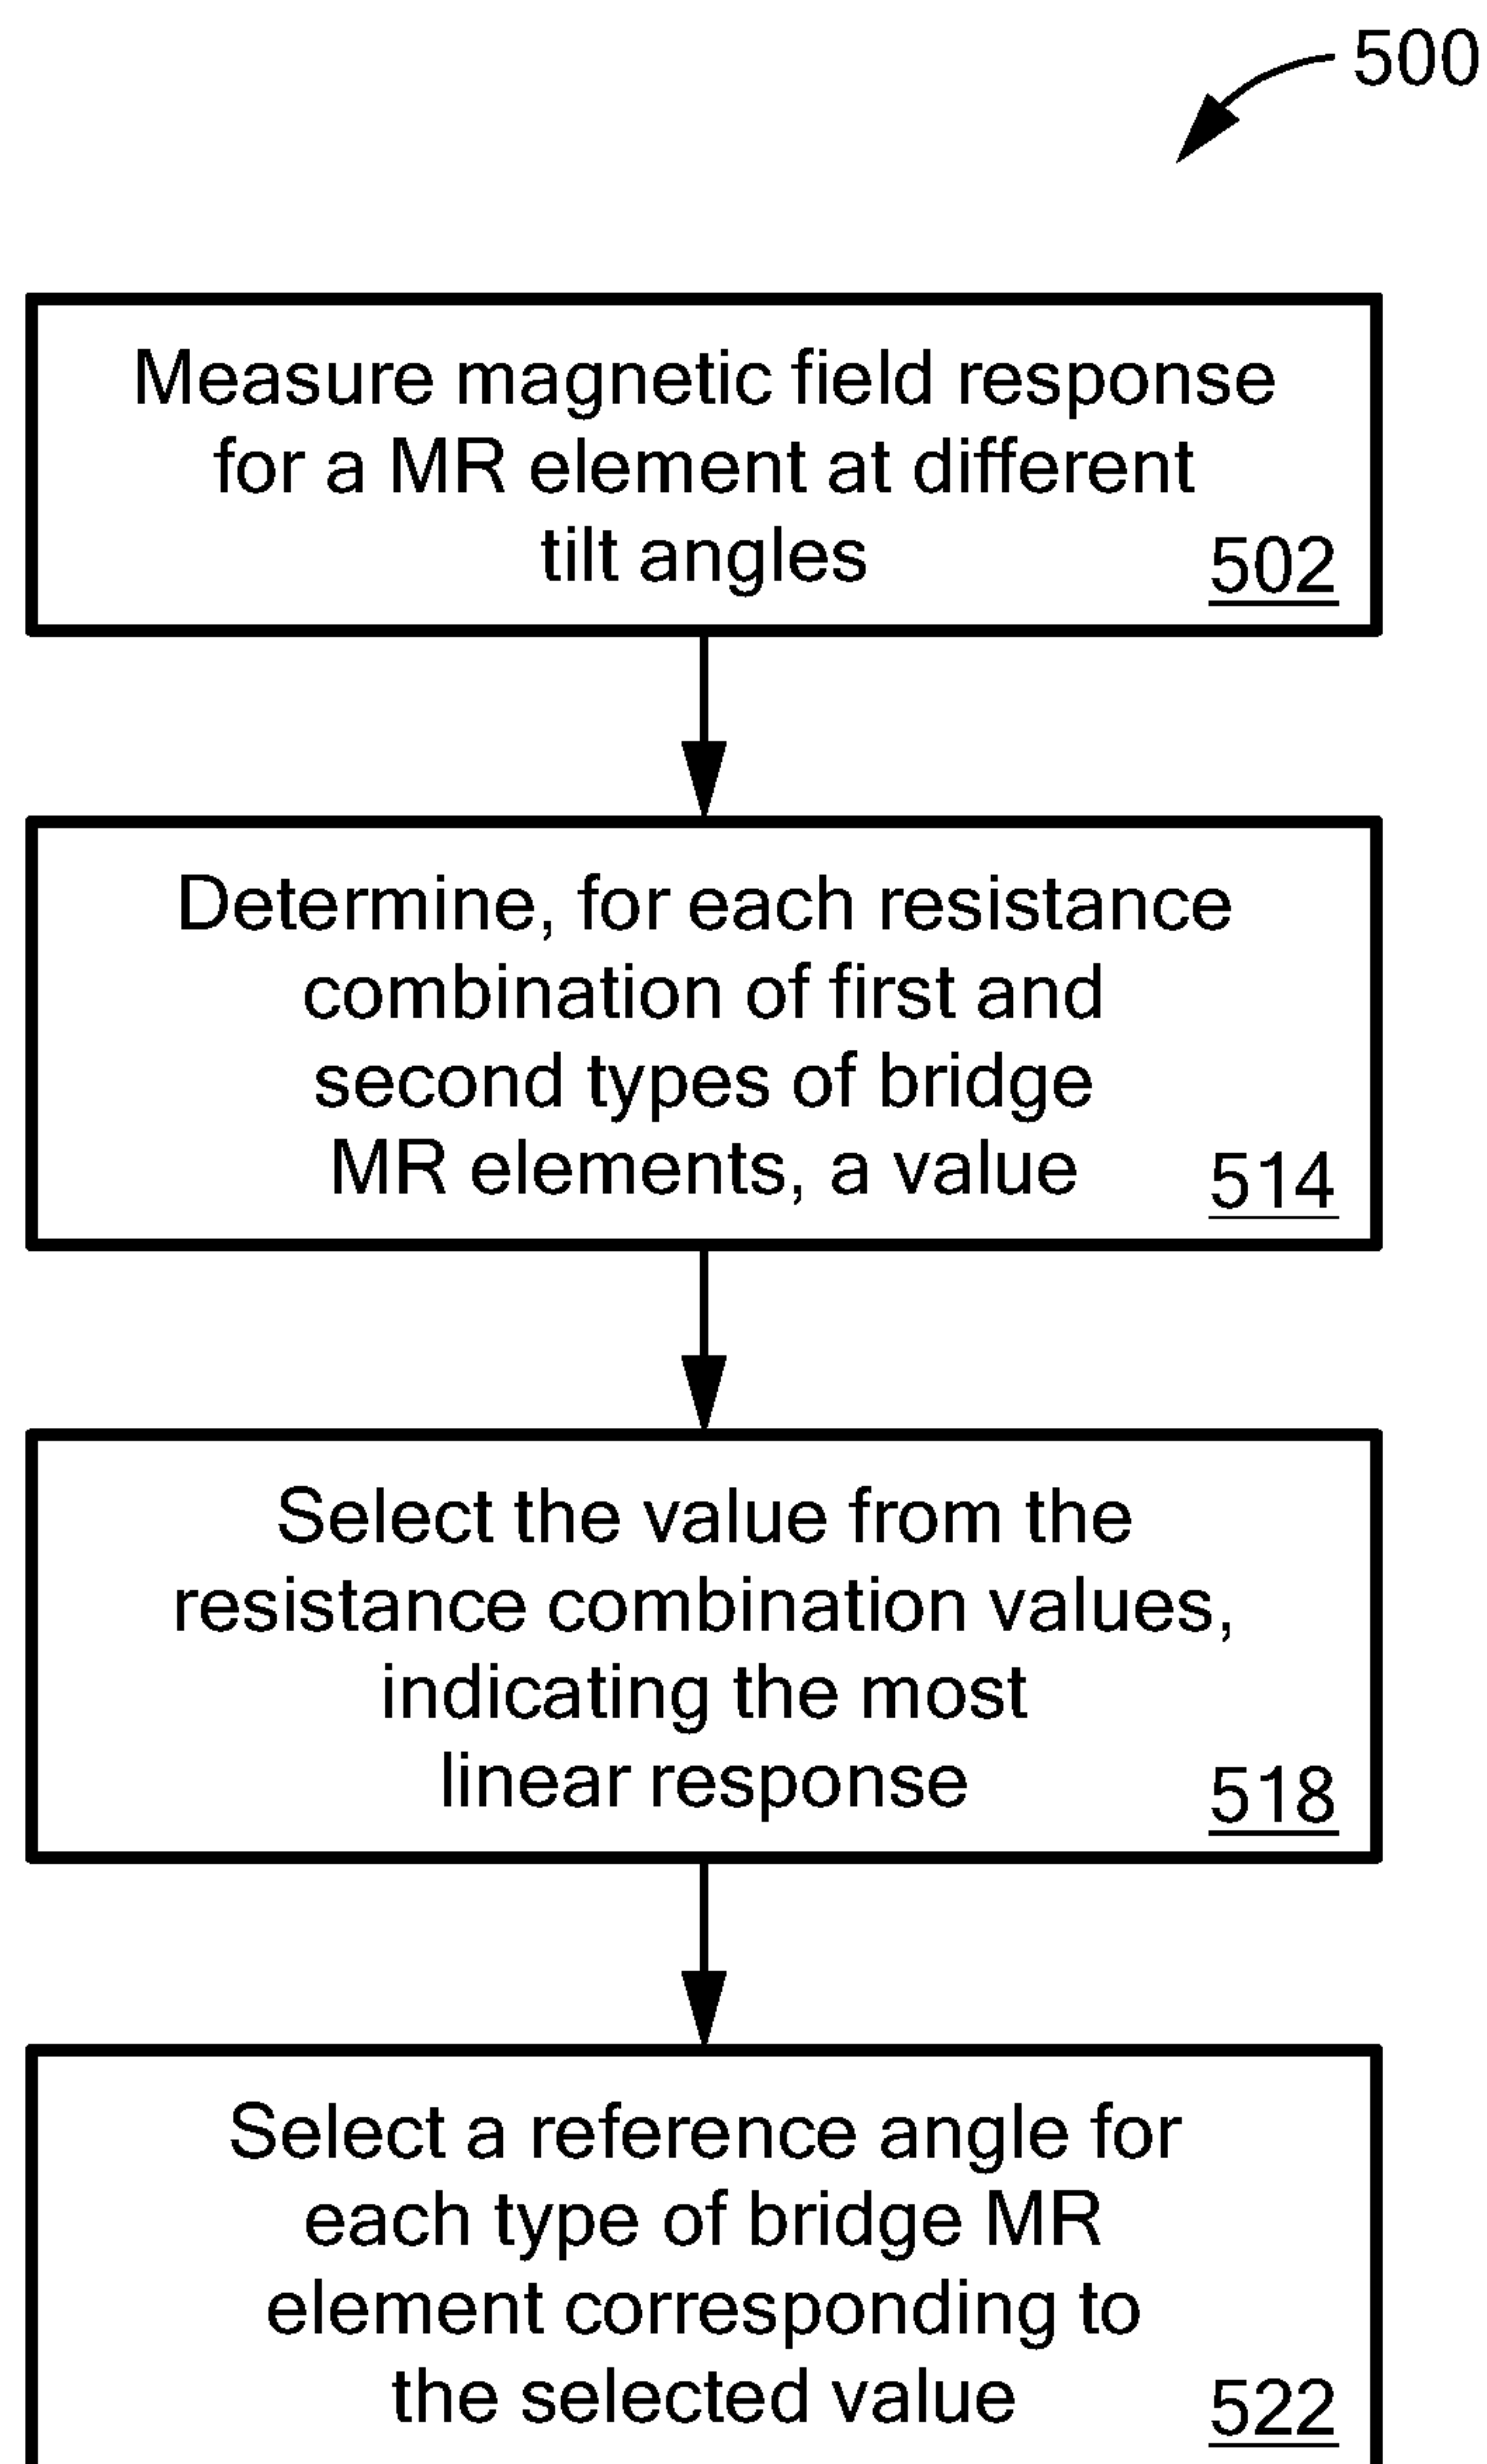 500
Measure magnetic field response
for a MR element at different
tilt angles
502
Determine, for each resistance
combination of first and
second types of bridge
MR elements, a value
514
Select the value from the
resistance combination values,
indicating the most
linear response
518
Select a reference angle for
each type of bridge MR
element corresponding to
the selected value
522